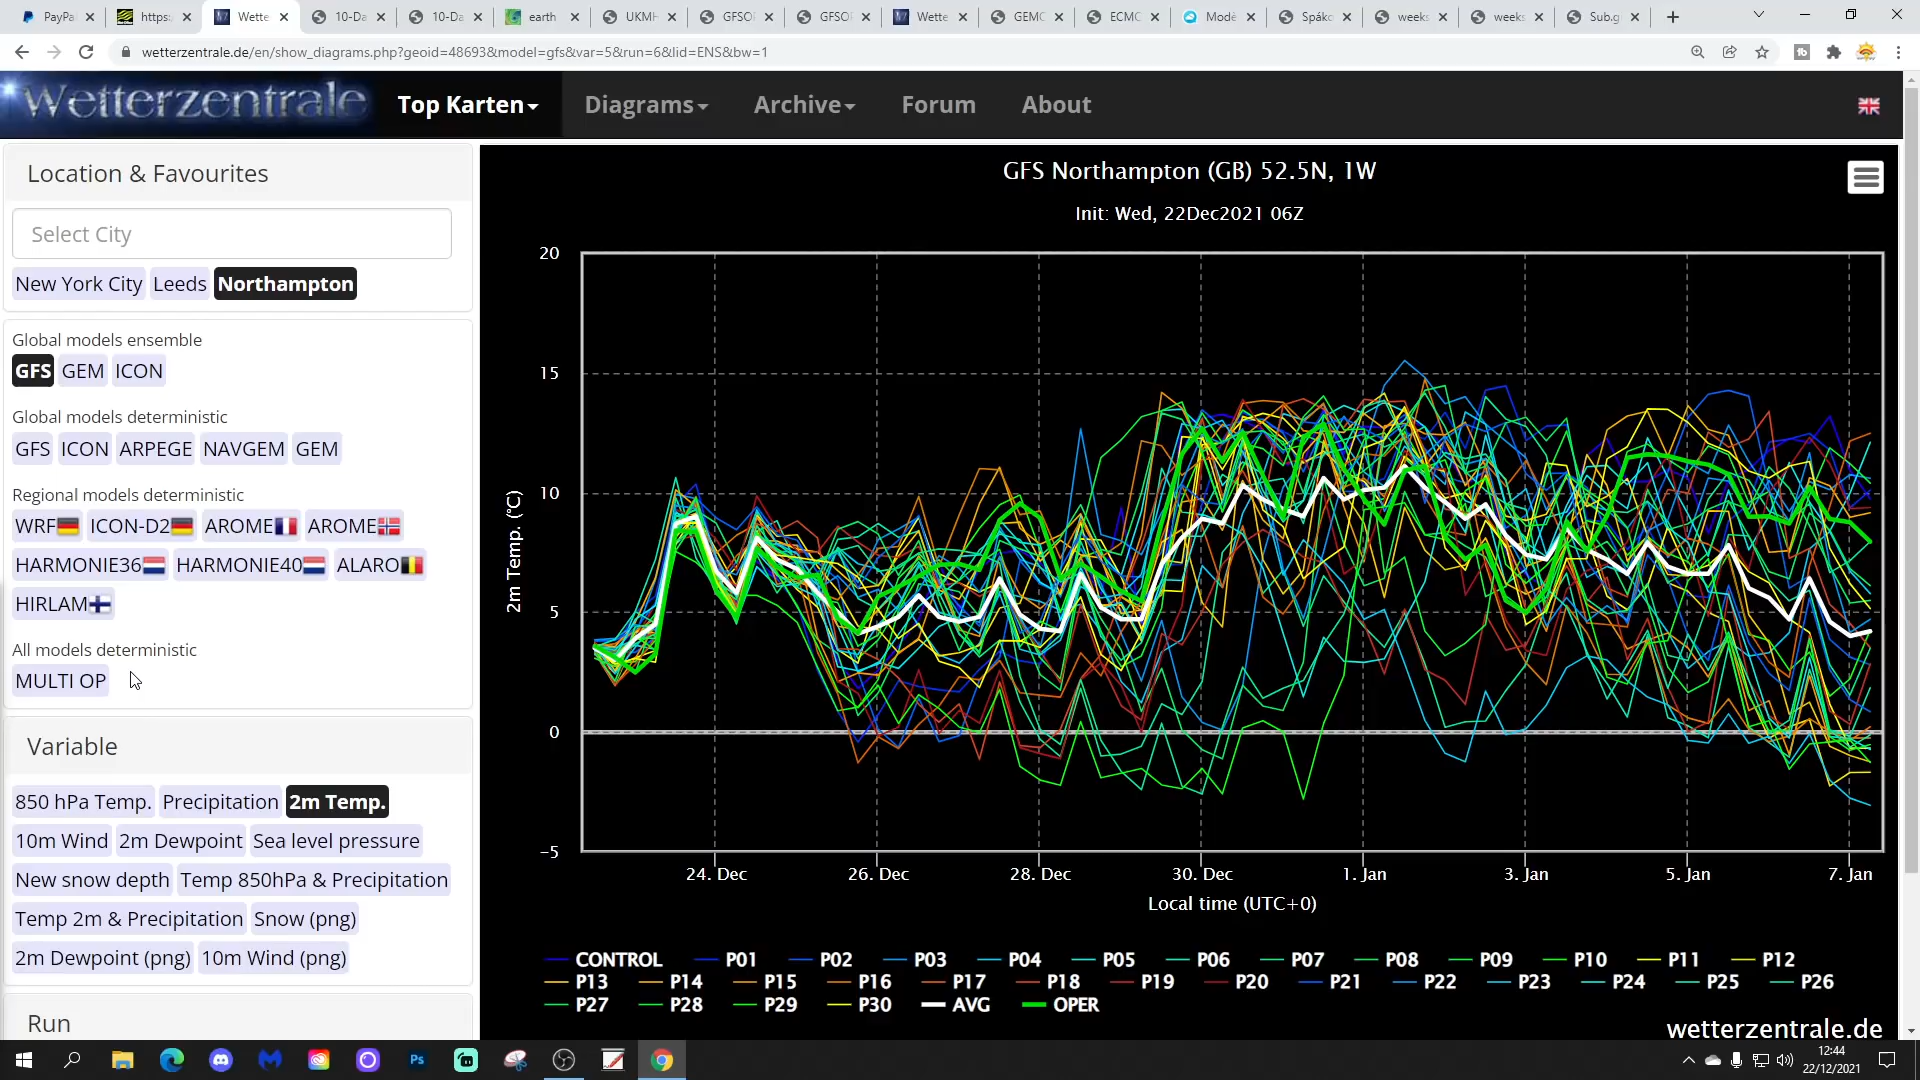 PayPa
https:
Wette
10-Da
10-Da
earth
UKMH
GFSO
GFSO
Wette
GEMC
ECMC
Modè
Spáko
weeks
weeks
Sub.g
wetterzentrale.de/en/show_diagrams.php?geoid=48693&model=gfs&var=5&run=6&lid=ENS&bw=1
Wetterzentrale
Top Karten
Diagrams
Archive
Forum
About
Location & Favourites
Select City
New York City Leeds Northampton
Global models ensemble
GFS GEM ICON
Global models deterministic
GFS ICON ARPEGE NAVGEM GEM
Regional models deterministic
WRF ICON-D2 AROME AROME
HARMONIE36 HARMONIE40 ALARO
HIRLAM
All models deterministic
MULTI OP
Variable
850 hPa Temp. Precipitation 2m Temp.
10m Wind 2m Dewpoint Sea level pressure
New snow depth Temp 850hPa & Precipitation
Temp 2m & Precipitation Snow (png)
2m Dewpoint (png) 10m Wind (png)
Run
GFS Northampton (GB) 52.5N, 1W
Init: Wed, 22Dec2021 06Z
20
15
10
5
0
−5
2m Temp. (°C)
24. Dec 26. Dec 28. Dec 30. Dec 1. Jan 3. Jan 5. Jan 7. Jan
Local time (UTC+0)
CONTROL P01 P02 P03 P04 P05 P06 P07 P08 P09 P10 P11 P12
P13 P14 P15 P16 P17 P18 P19 P20 P21 P22 P23 P24 P25 P26
P27 P28 P29 P30 AVG OPER
wetterzentrale.de
Ps
12:44
22/12/2021